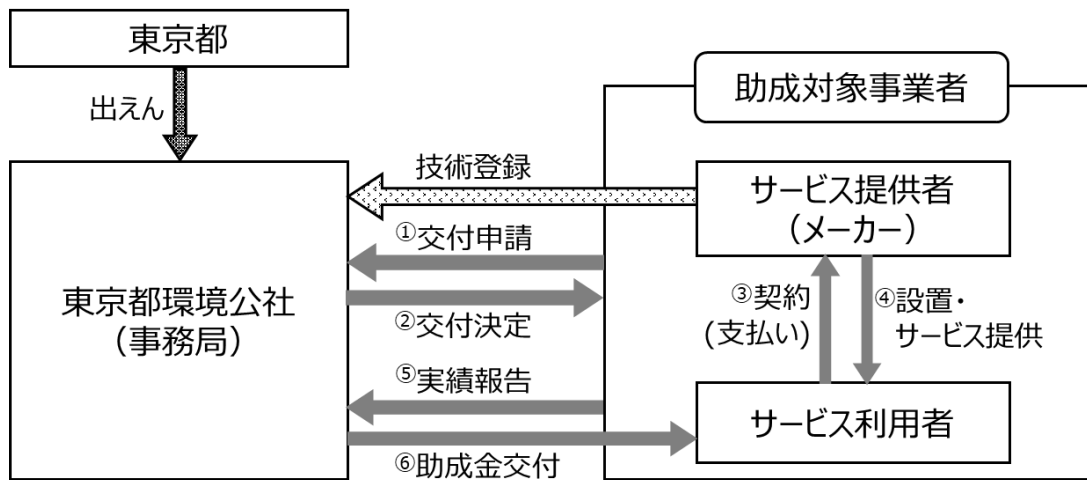 東京都
出えん
助成対象事業者
技術登録
サービス提供者
（メーカー）
①交付申請
東京都環境公社
（事務局）
②交付決定
③契約
(支払い)
④設置・
サービス提供
⑤実績報告
サービス利用者
⑥助成金交付